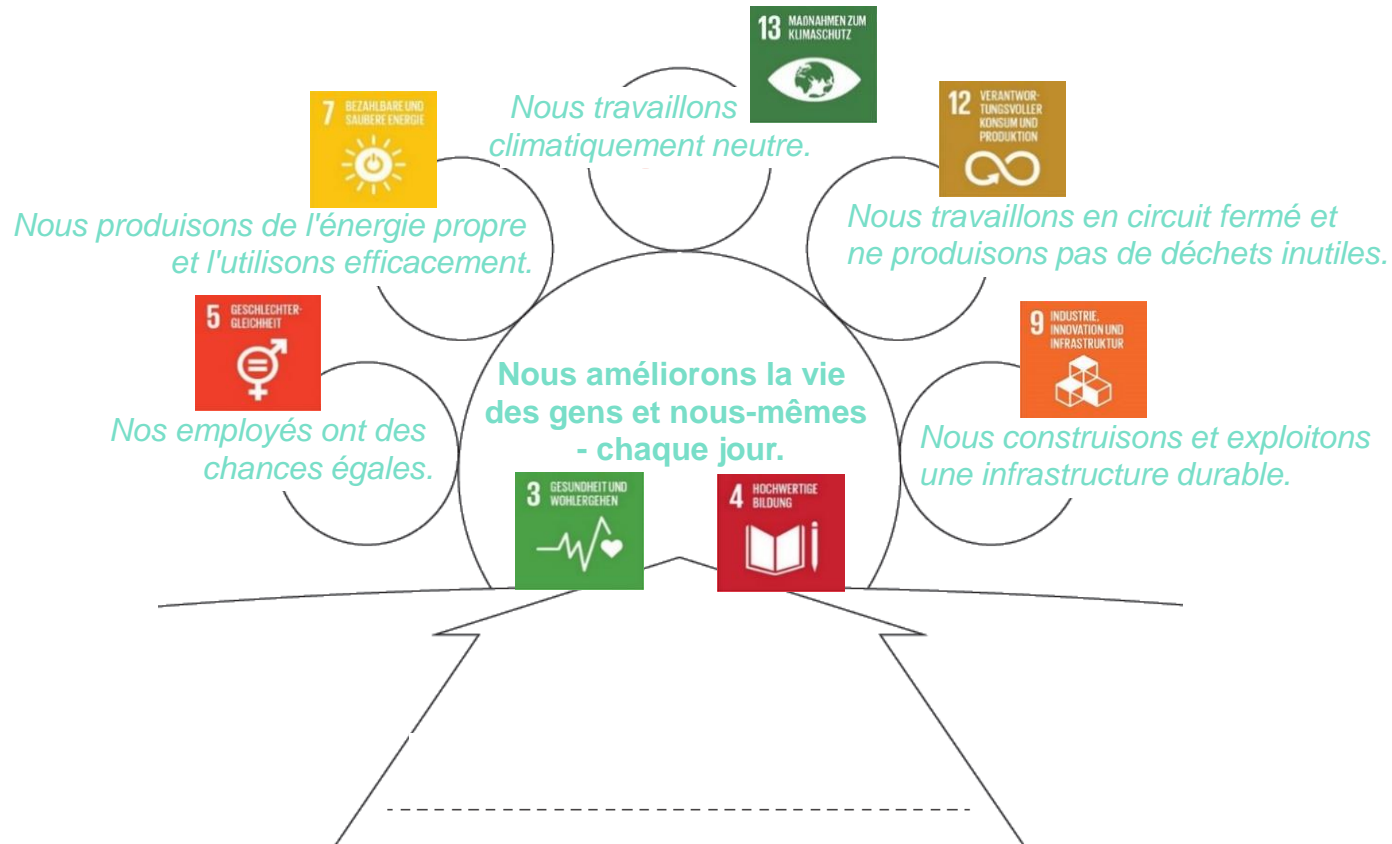 13 MAẞNAHMEN ZUM
KLIMASCHUTZ
Nous travaillons
climatiquement neutre.
7 BEZAHLBARE UND
SAUBERE ENERGIE
Nous produisons de l'énergie propre
et l'utilisons efficacement.
12 VERANTWOR-
TUNGSVOLLER
KONSUM UND
PRODUKTION
Nous travaillons en circuit fermé et
ne produisons pas de déchets inutiles.
5 GESCHLECHTER-
GLEICHHEIT
Nos employés ont des
chances égales.
9 INDUSTRIE,
INNOVATION UND
INFRASTRUKTUR
Nous construisons et exploitons
une infrastructure durable.
Nous améliorons la vie
des gens et nous-mêmes
- chaque jour.
3 GESUNDHEIT UND
WOHLERGEHEN
4 HOCHWERTIGE
BILDUNG